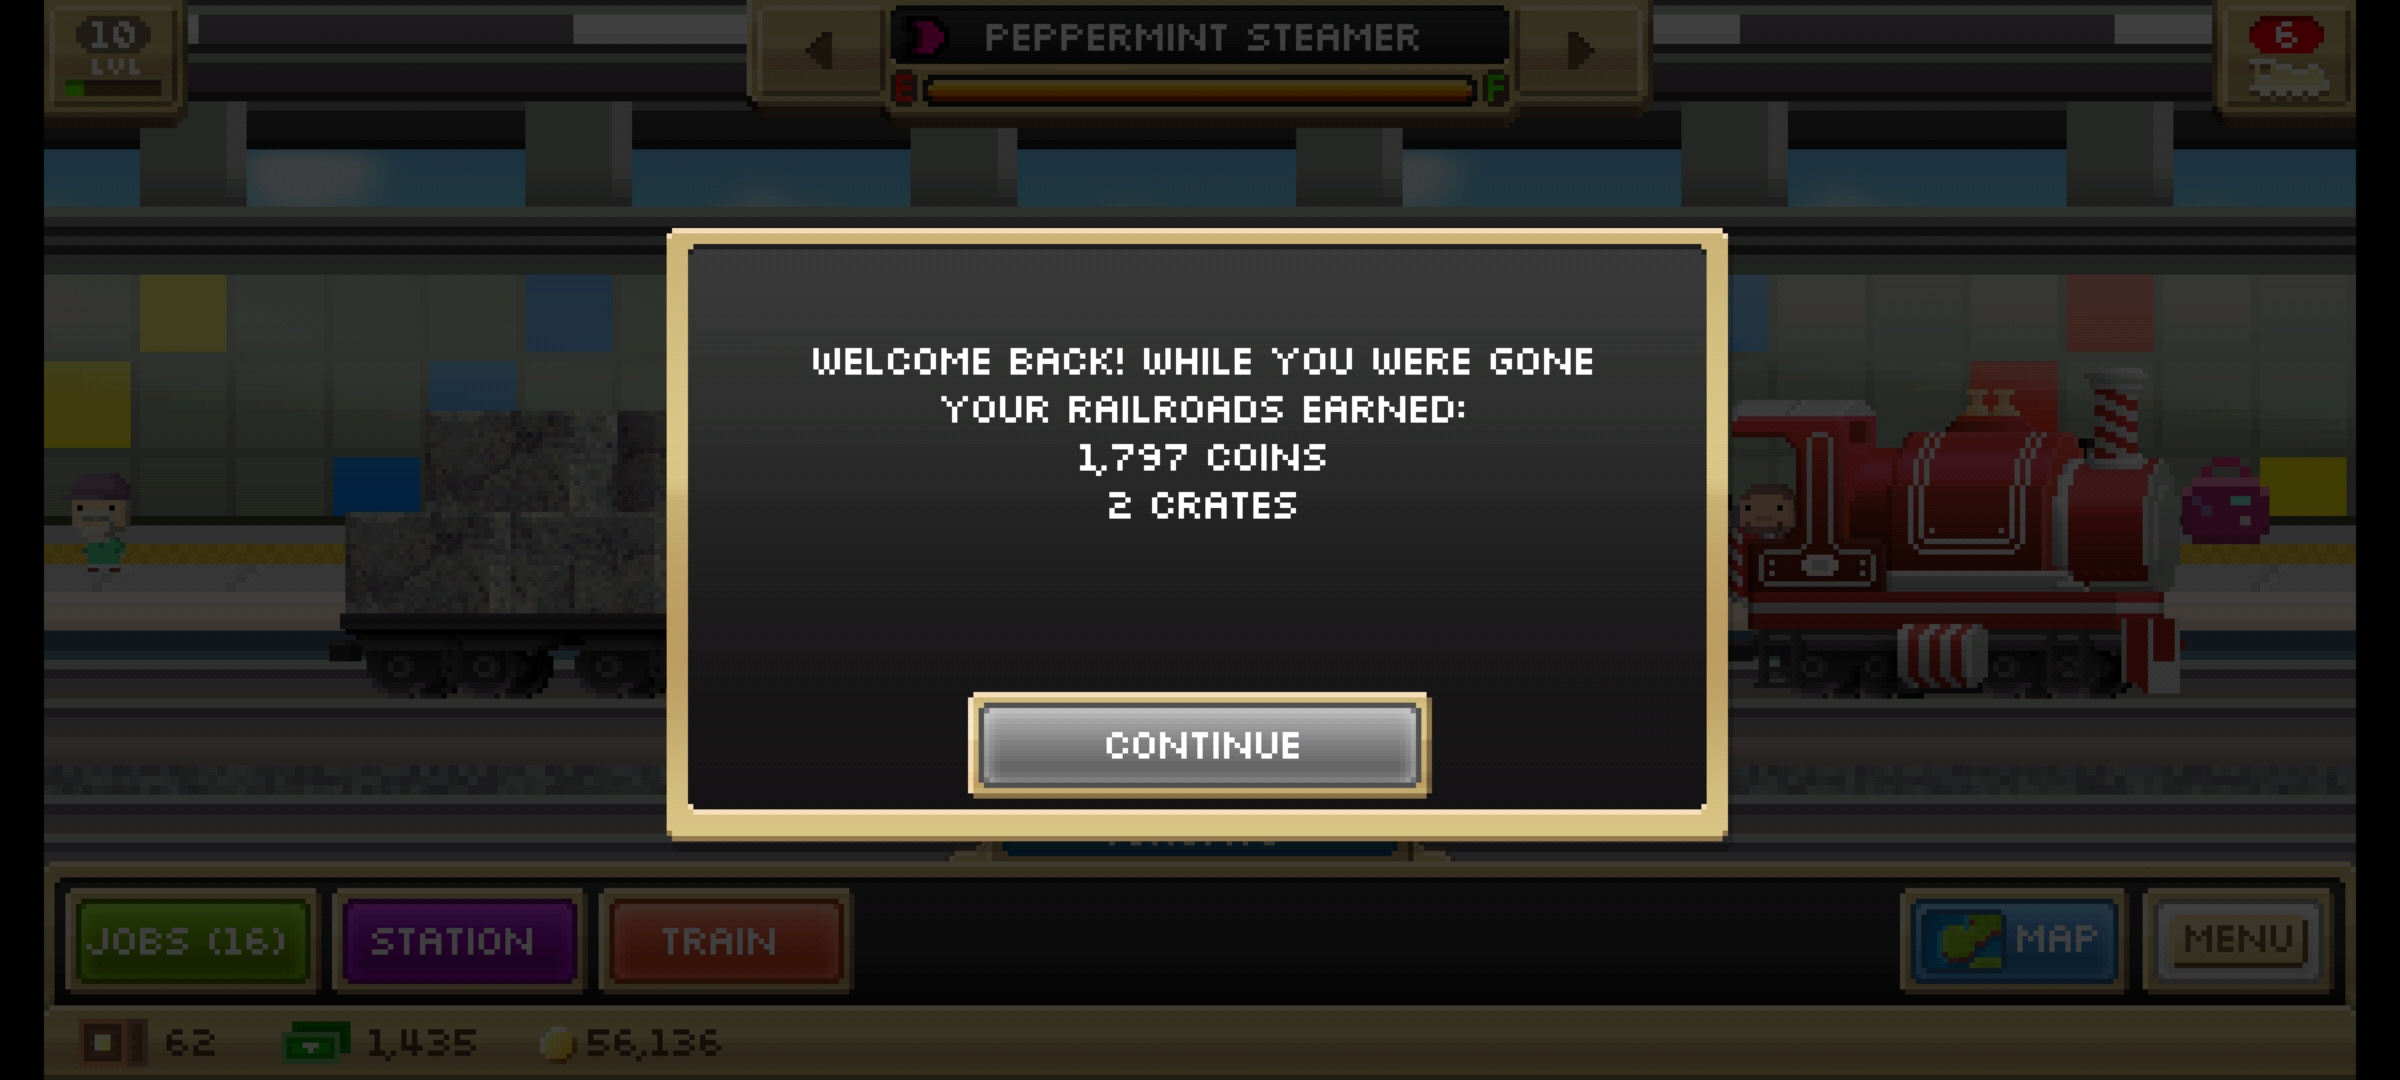 10
LVL
PEPPERMINT STEAMER
E F
6
WELCOME BACK! WHILE YOU WERE GONE
YOUR RAILROADS EARNED:
1,797 COINS
2 CRATES
CONTINUE
JOBS (16)
STATION
TRAIN
MAP
MENU
62
1,435
56,136